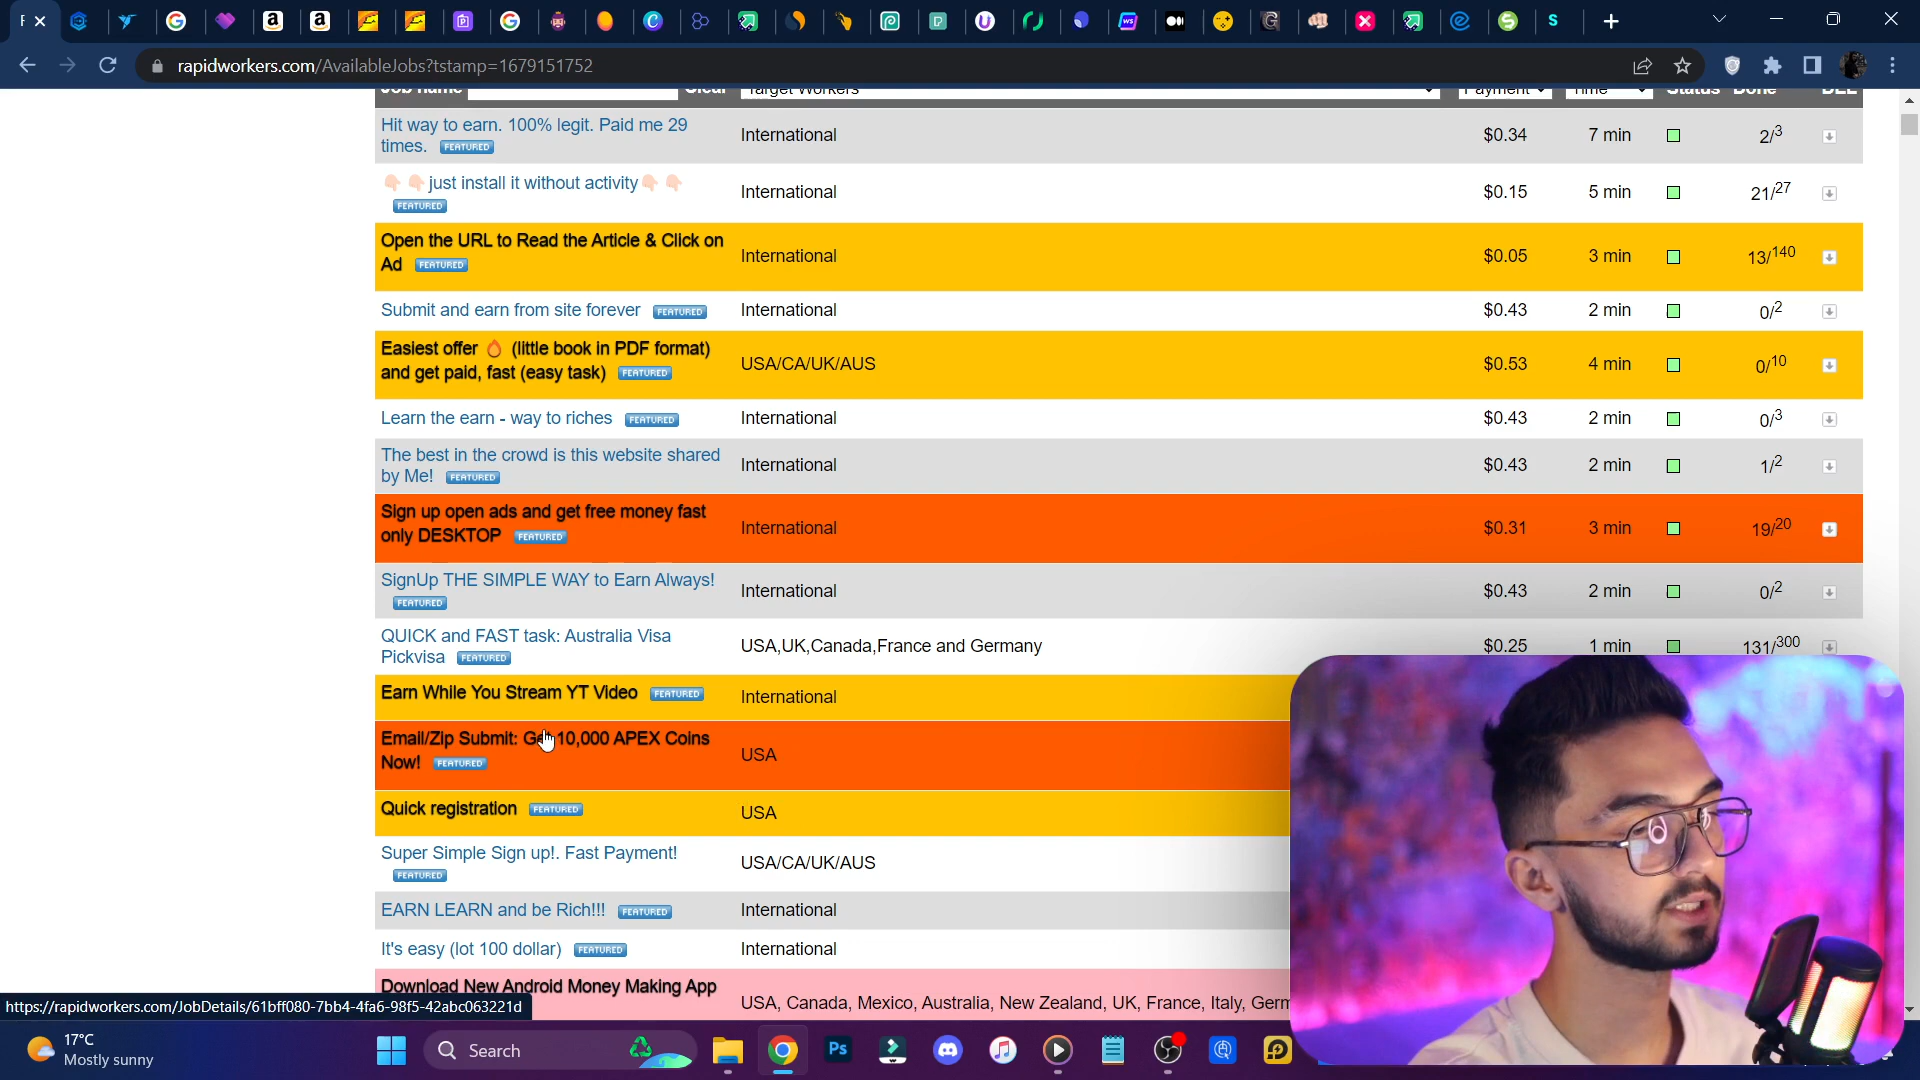 rapidworkers.com/AvailableJobs?tstamp=1679151752
Job name Clear Target Workers Payment Time Status Done DEL
Hit way to earn. 100% legit. Paid me 29
times. FEATURED International $0.34 7 min 2/3
just install it without activity
FEATURED International $0.15 5 min 21/27
Open the URL to Read the Article & Click on
Ad FEATURED International $0.05 3 min 13/140
Submit and earn from site forever FEATURED International $0.43 2 min 0/2
Easiest offer (little book in PDF format)
and get paid, fast (easy task) FEATURED USA/CA/UK/AUS $0.53 4 min 0/10
Learn the earn - way to riches FEATURED International $0.43 2 min 0/3
The best in the crowd is this website shared
by Me! FEATURED International $0.43 2 min 1/2
Sign up open ads and get free money fast
only DESKTOP FEATURED International $0.31 3 min 19/20
SignUp THE SIMPLE WAY to Earn Always!
FEATURED International $0.43 2 min 0/2
QUICK and FAST task: Australia Visa
Pickvisa FEATURED USA,UK,Canada,France and Germany $0.25 1 min 131/300
Earn While You Stream YT Video FEATURED International
Email/Zip Submit: Get 10,000 APEX Coins
Now! FEATURED USA
Quick registration FEATURED USA
Super Simple Sign up!. Fast Payment!
FEATURED USA/CA/UK/AUS
EARN LEARN and be Rich!!! FEATURED International
It's easy (lot 100 dollar) FEATURED International
Download New Android Money Making App
USA, Canada, Mexico, Australia, New Zealand, UK, France, Italy, Germ
https://rapidworkers.com/JobDetails/61bff080-7bb4-4fa6-98f5-42abc063221d
17°C
Mostly sunny
Search
Ps